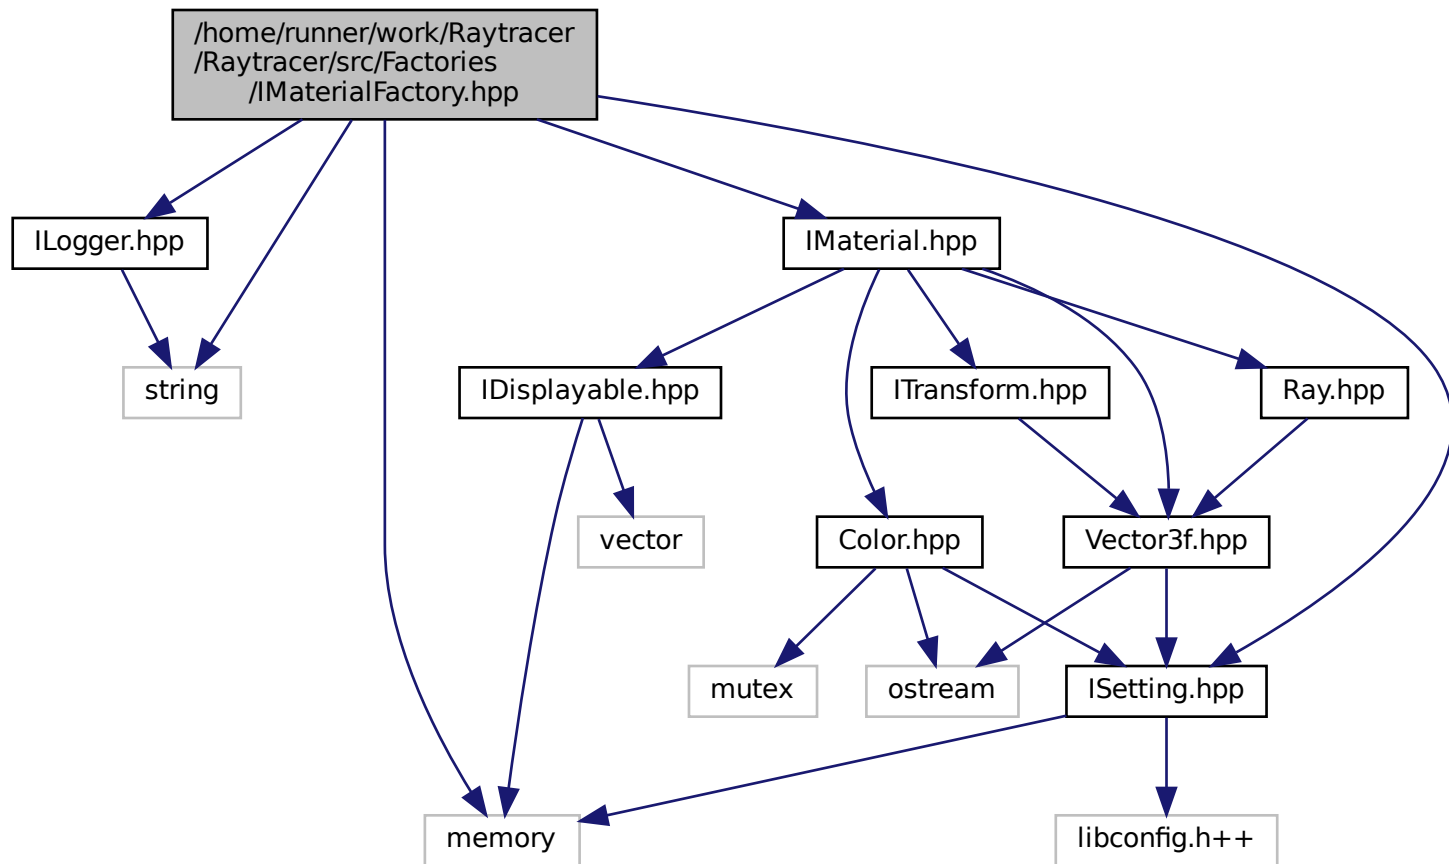 /home/runner/work/Raytracer
/Raytracer/src/Factories
/IMaterialFactory.hpp
ILogger.hpp
IMaterial.hpp
string
IDisplayable.hpp
ITransform.hpp
Ray.hpp
vector
Color.hpp
Vector3f.hpp
mutex
ostream
ISetting.hpp
memory
libconfig.h++